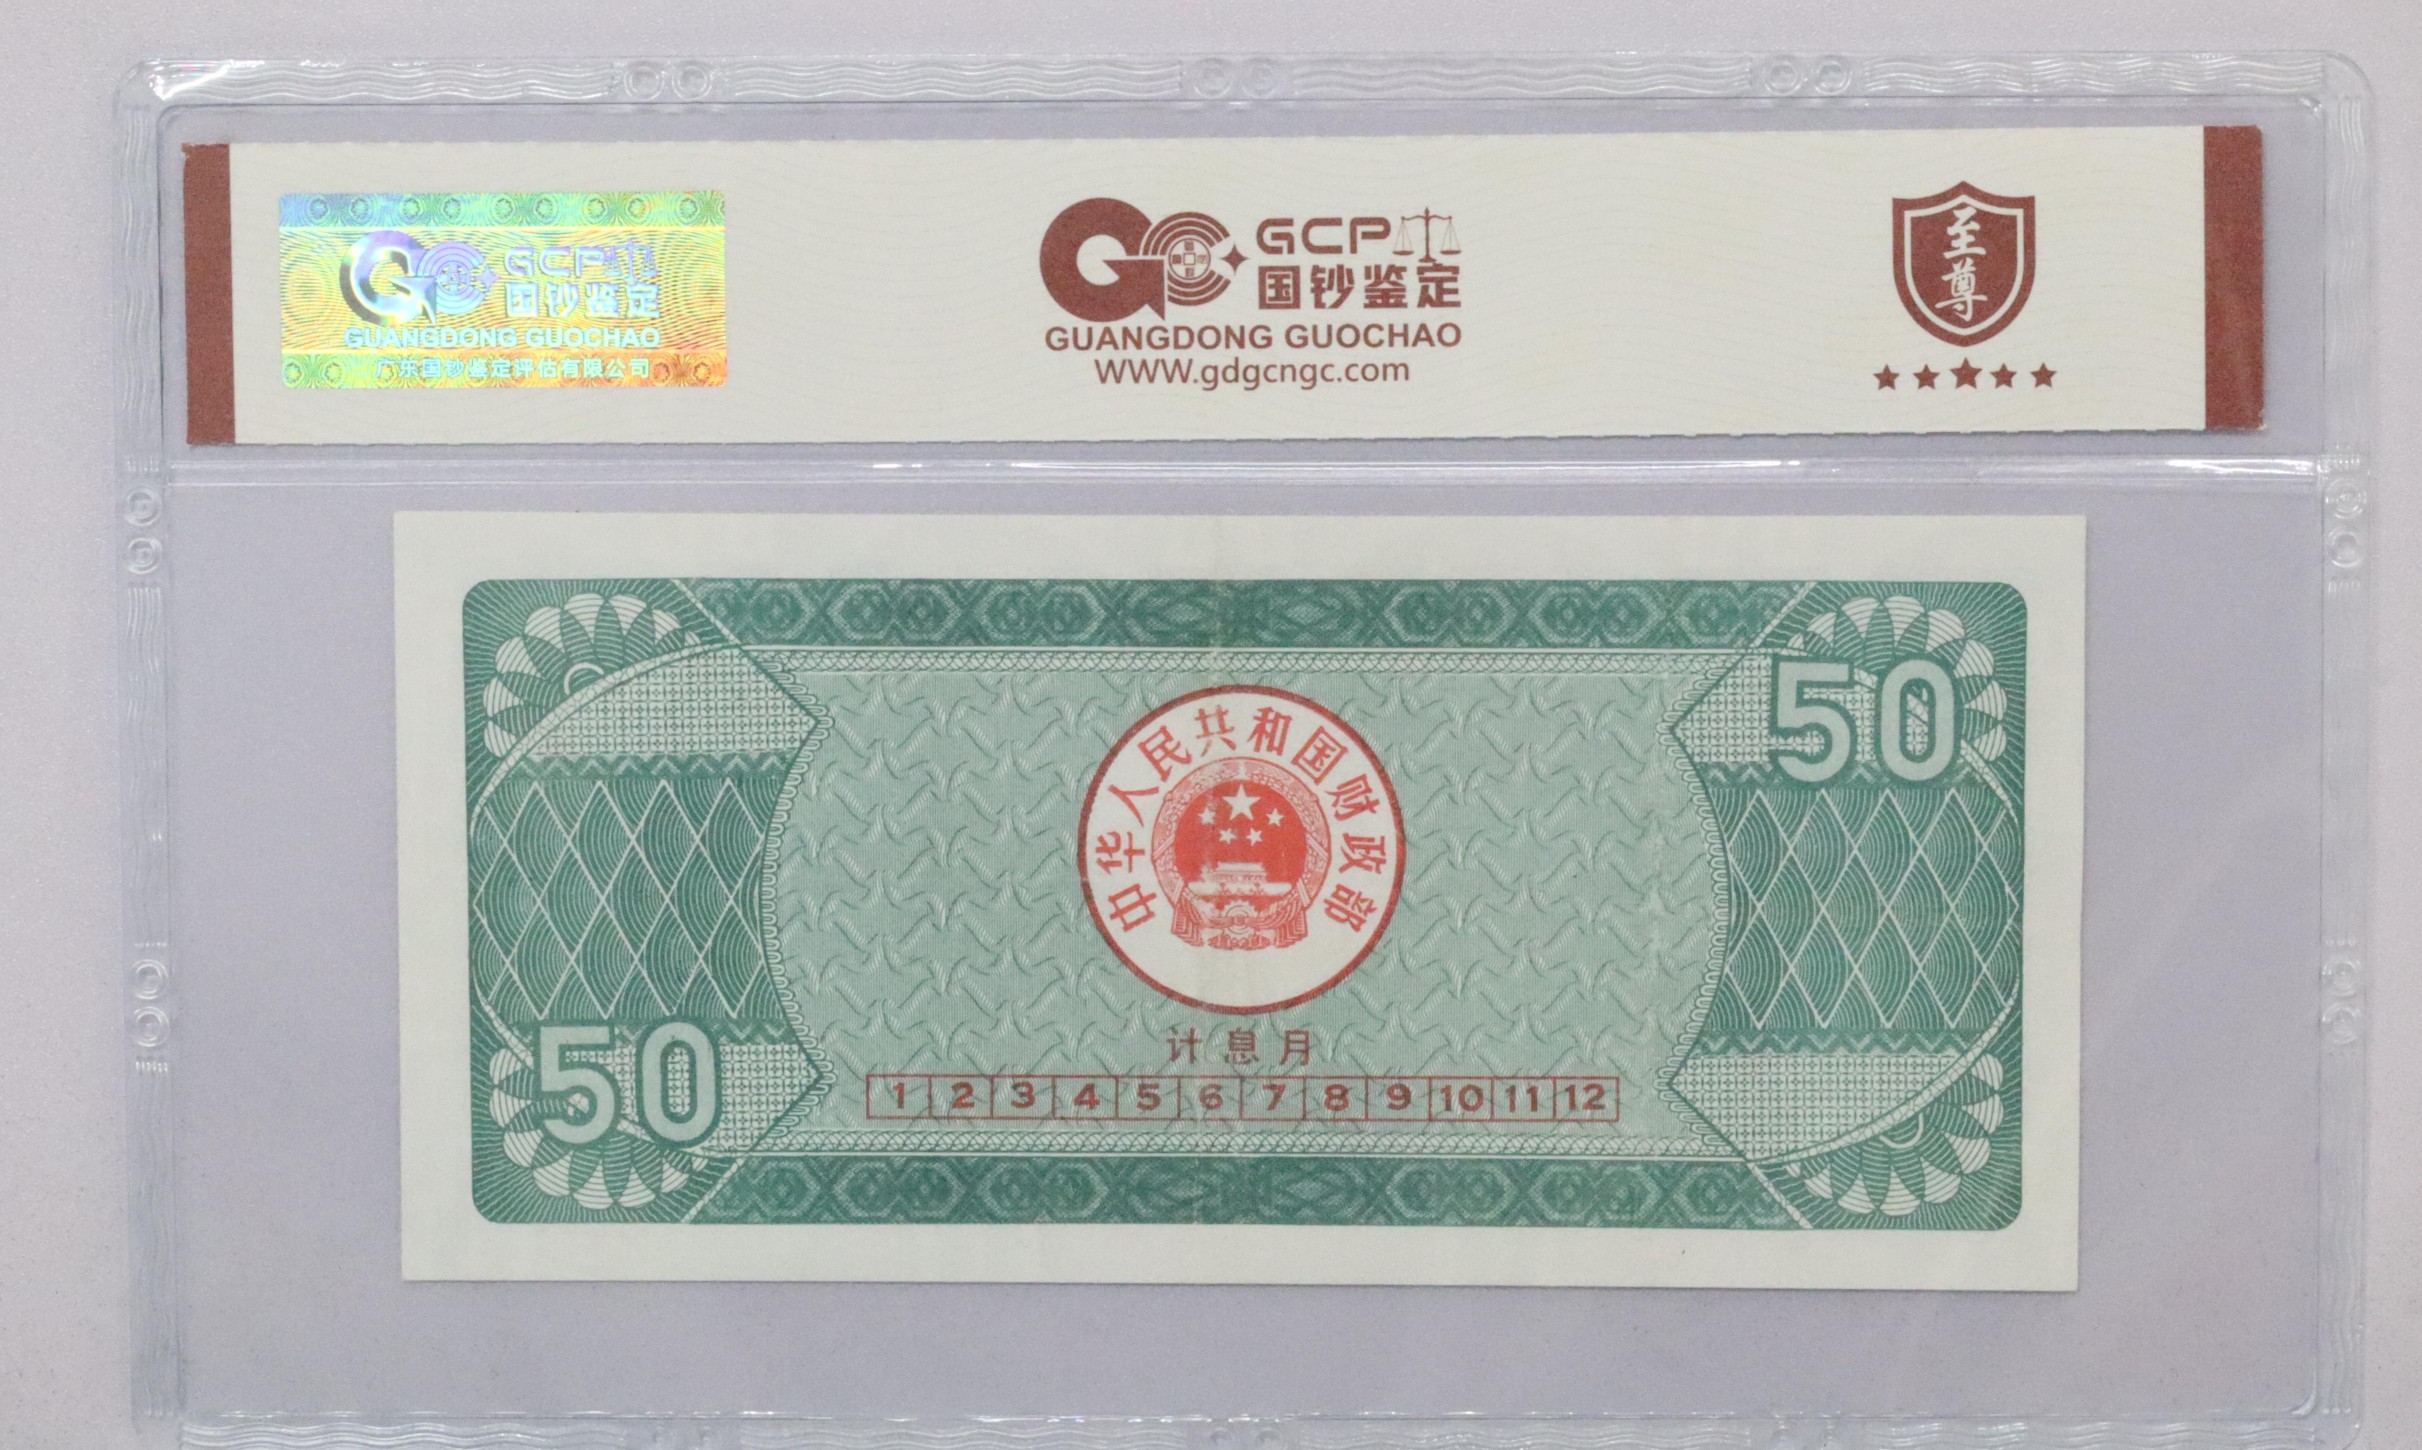 GCP
国钞鉴定
GUANGDONG GUOCHAO
广东国钞鉴定评估有限公司
GCP
国钞鉴定
GUANGDONG GUOCHAO
WWW.gdgcngc.com
至尊
50
中华人民共和国财政部
50
计息月
1 2 3 4 5 6 7 8 9 10 11 12